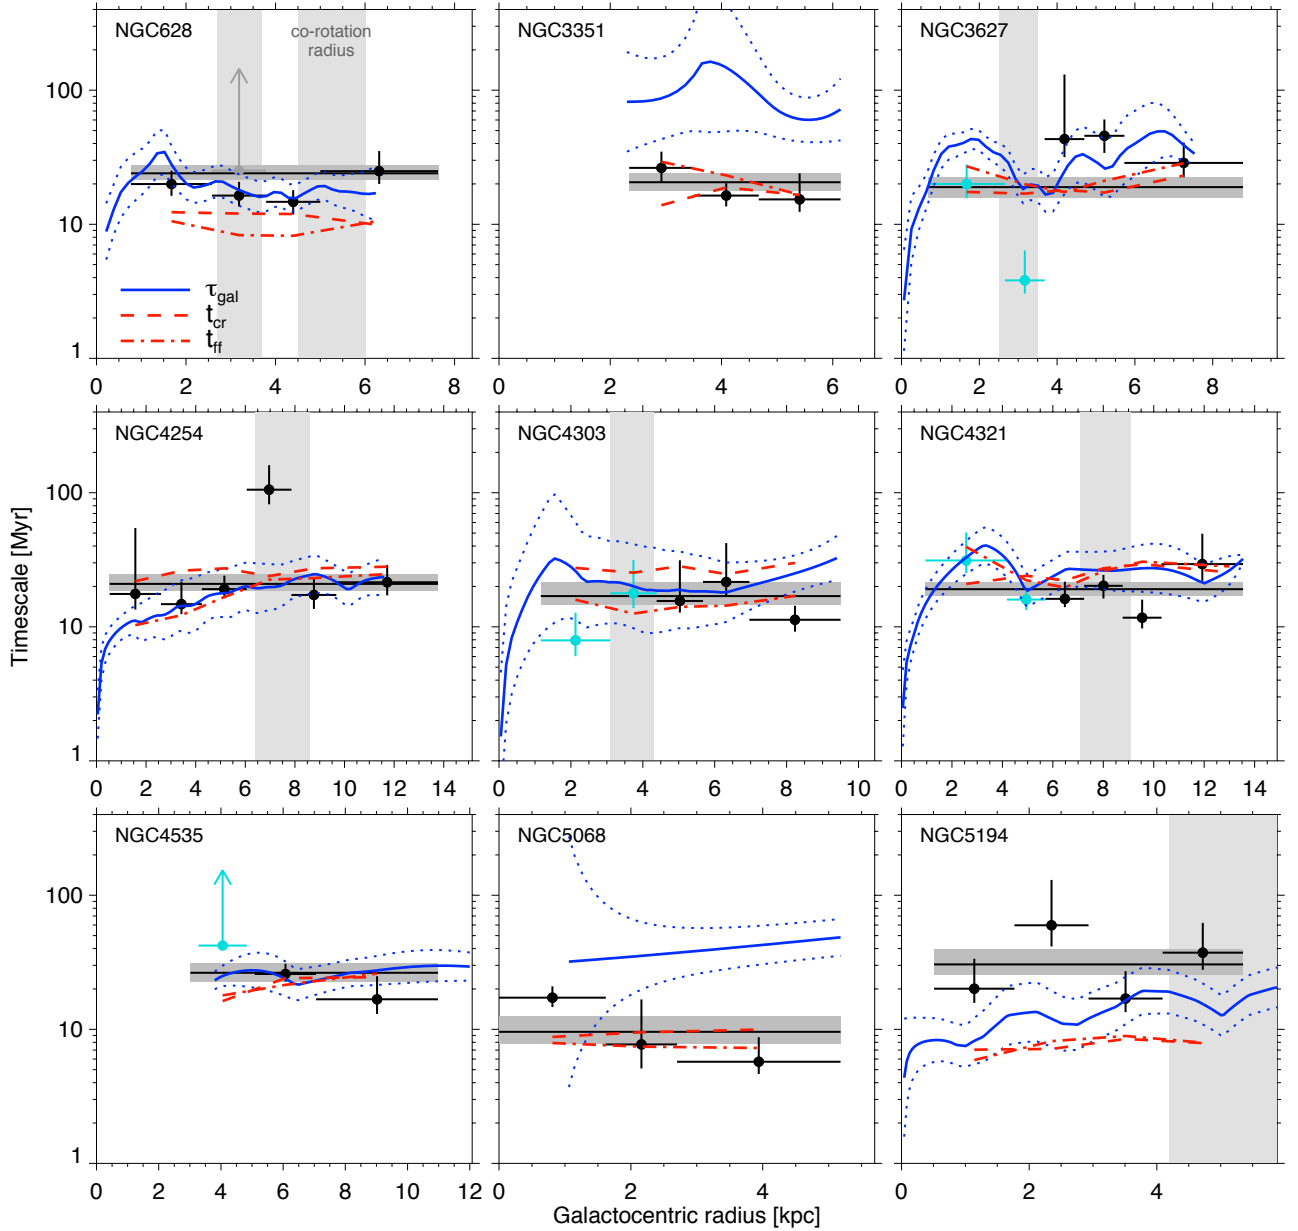 NGC628
co-rotation
radius
τgal
tcr
tff
100
10
1
0 2 4 6 8
NGC3351
0 2 4 6
NGC3627
0 2 4 6 8
Timescale [Myr]
NGC4254
100
10
1
0 2 4 6 8 10 12 14
NGC4303
0 2 4 6 8 10
NGC4321
0 2 4 6 8 10 12 14
NGC4535
100
10
1
0 2 4 6 8 10 12
NGC5068
2 4
NGC5194
0 2 4
Galactocentric radius [kpc]